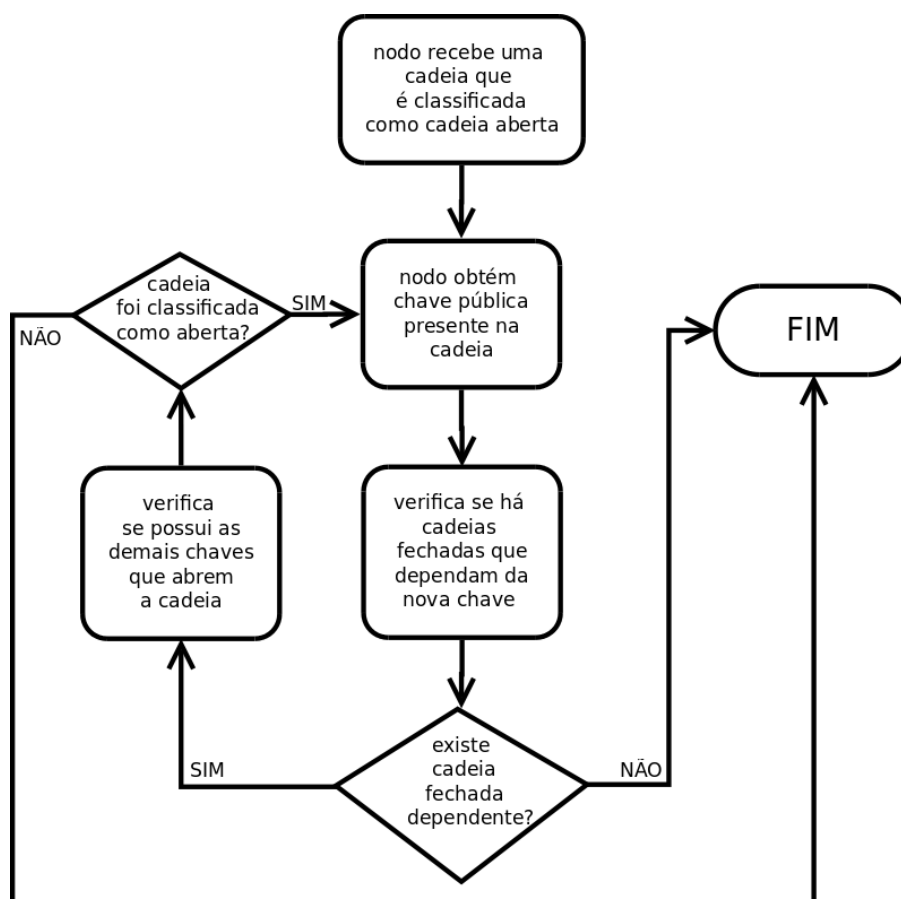 nodo recebe uma
cadeia que
é classificada
como cadeia aberta
cadeia
foi classificada
como aberta?
SIM
NÃO
nodo obtém
chave pública
presente na
cadeia
FIM
verifica
se possui as
demais chaves
que abrem
a cadeia
verifica se há
cadeias
fechadas que
dependam da
nova chave
existe
cadeia
fechada
dependente?
SIM
NÃO